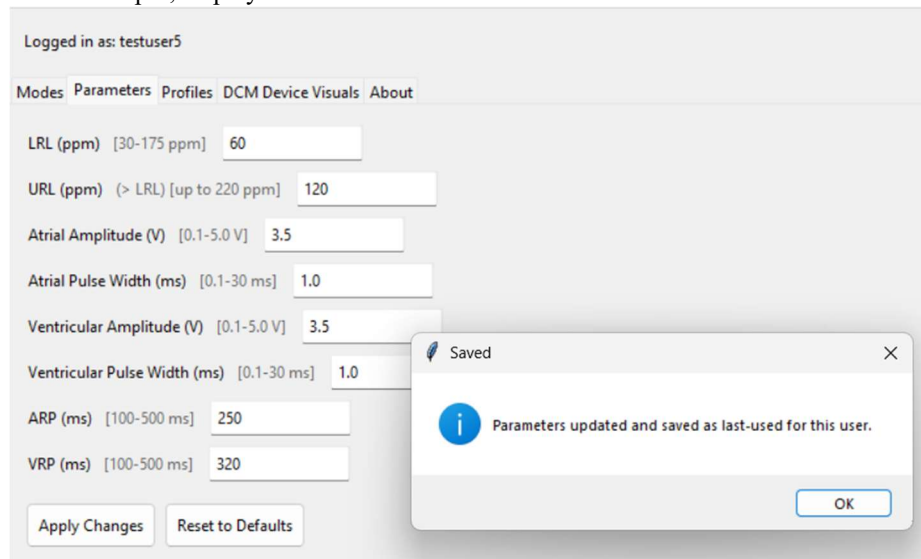 Logged in as: testuser5
Modes Parameters Profiles DCM Device Visuals About
LRL (ppm) [30-175 ppm] 60
URL (ppm) (> LRL) [up to 220 ppm] 120
Atrial Amplitude (V) [0.1-5.0 V] 3.5
Atrial Pulse Width (ms) [0.1-30 ms] 1.0
Ventricular Amplitude (V) [0.1-5.0 V] 3.5
Ventricular Pulse Width (ms) [0.1-30 ms] 1.0
ARP (ms) [100-500 ms] 250
VRP (ms) [100-500 ms] 320
Apply Changes Reset to Defaults
Saved
Parameters updated and saved as last-used for this user.
OK